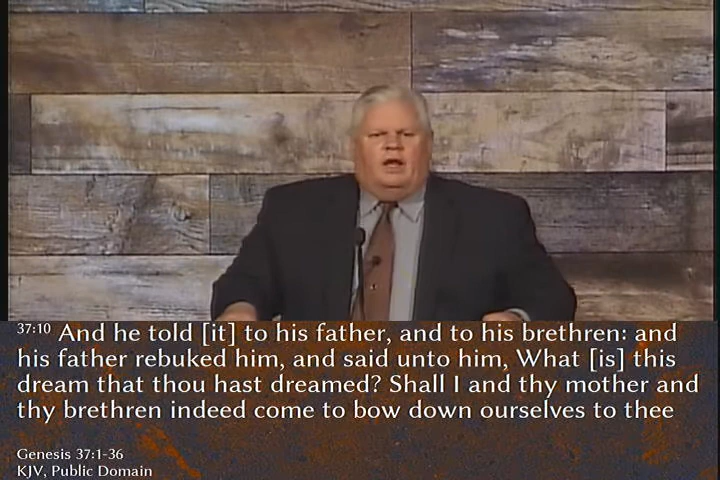 37:10 And he told [it] to his father, and to his brethren: and
his father rebuked him, and said unto him, What [is] this
dream that thou hast dreamed? Shall I and thy mother and
thy brethren indeed come to bow down ourselves to thee
Genesis 37:1-36
KJV, Public Domain